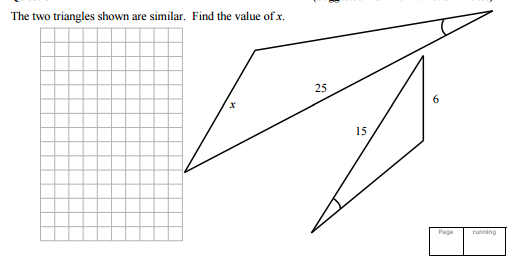 The two triangles shown are similar. Find the value of x.
25
x
6
15
Page running